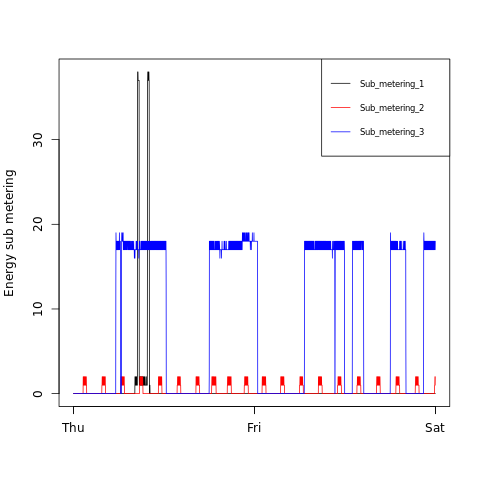 Sub_metering_1
Sub_metering_2
Sub_metering_3
Energy sub metering
30
20
10
0
Thu Fri Sat